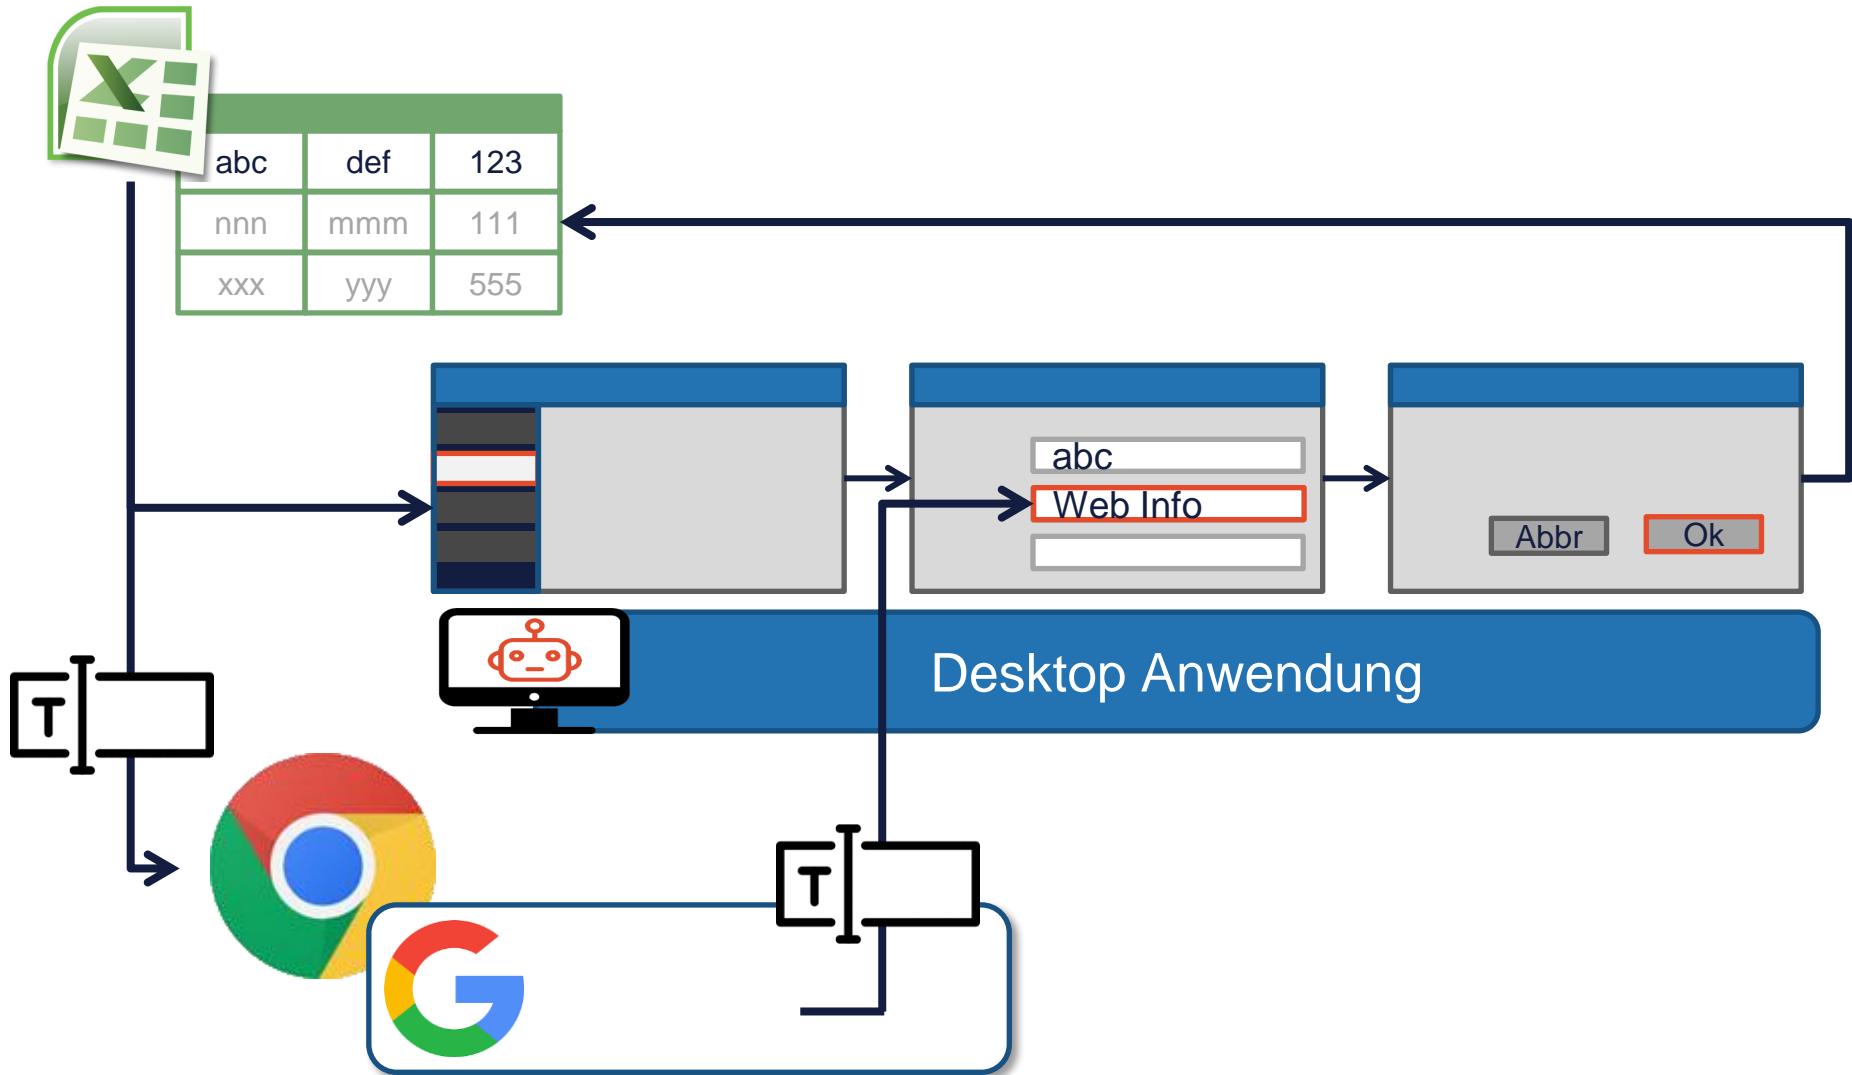 abc def 123
nnn mmm 111
xxx yyy 555
abc
Web Info
Abbr Ok
Desktop Anwendung
T
T